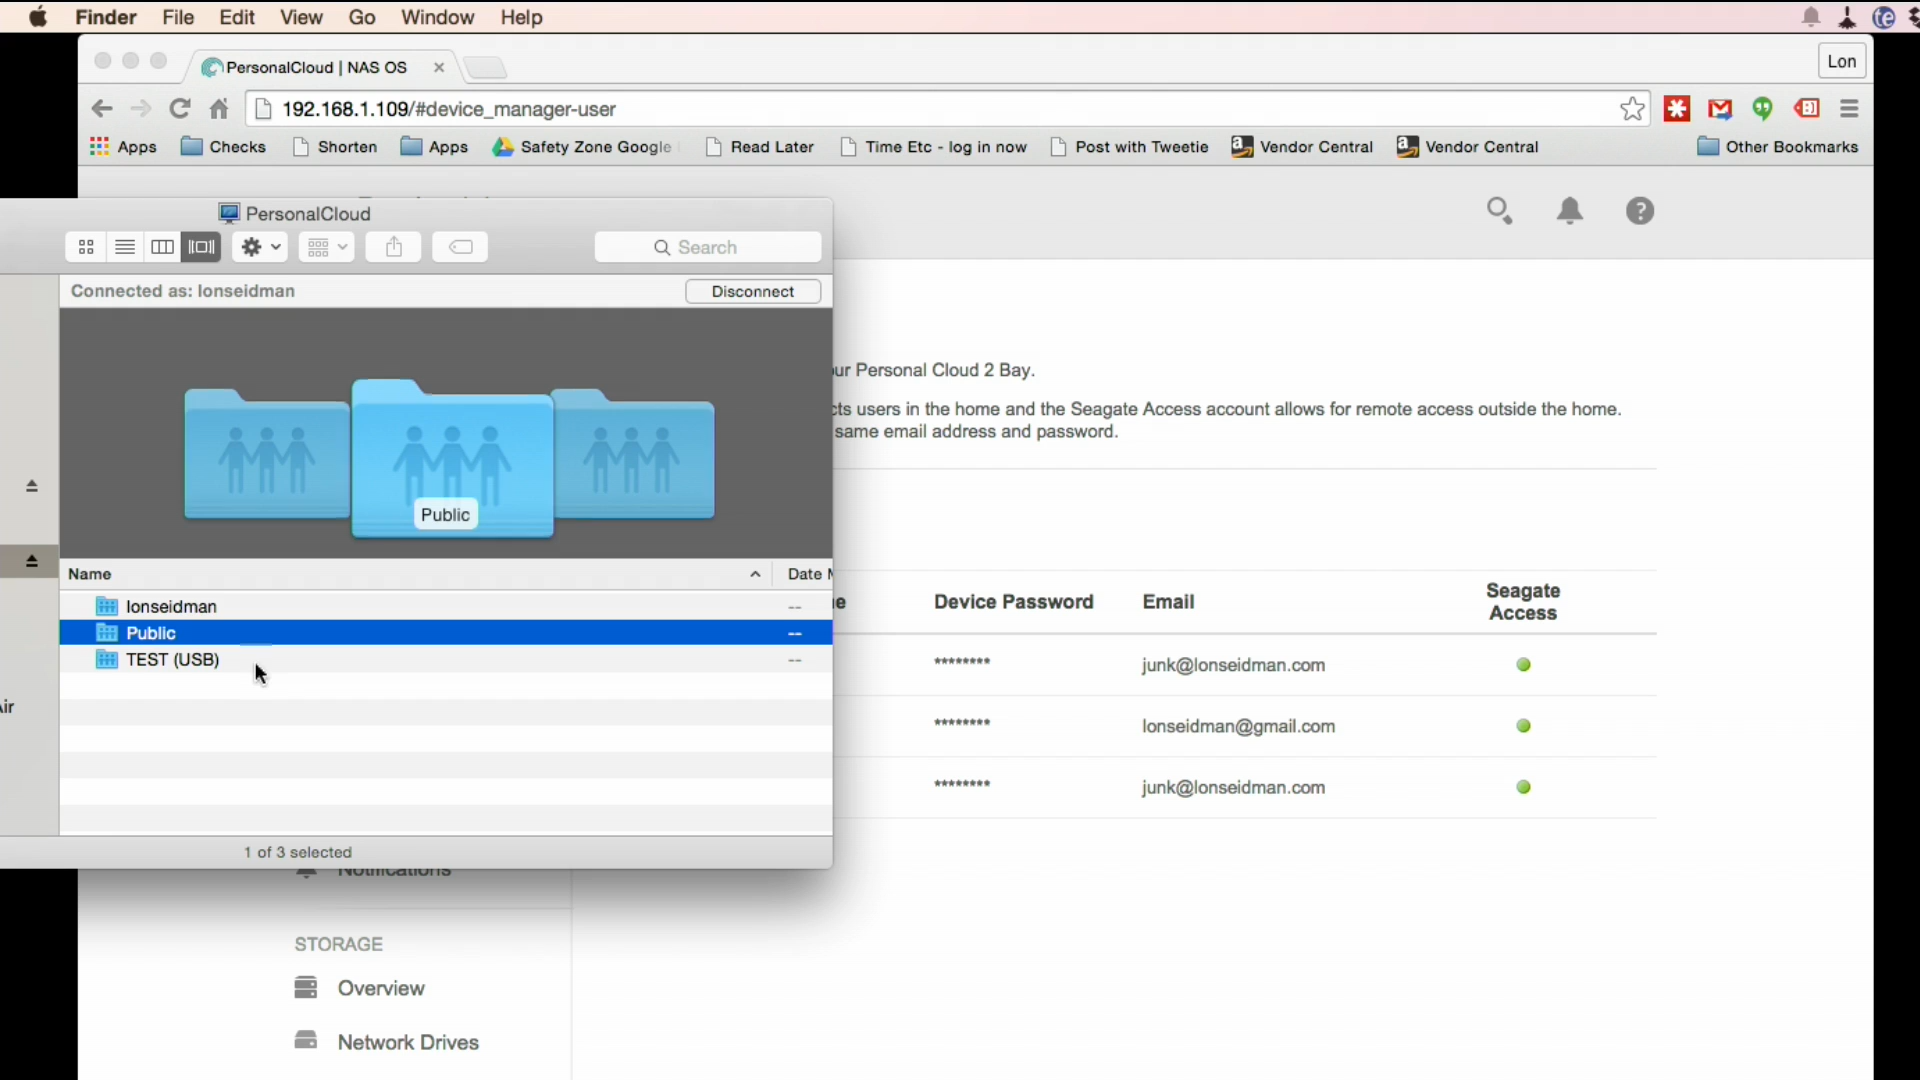 Finder File Edit View Go Window Help
PersonalCloud | NAS OS
Lon
192.168.1.109/#device_manager-user
Apps Checks Shorten Apps Safety Zone Google Read Later Time Etc - log in now Post with Tweetie Vendor Central Vendor Central Other Bookmarks
PersonalCloud
Search
Connected as: lonseidman Disconnect
Public
Name Date M
lonseidman --
Public --
TEST (USB) --
1 of 3 selected
ir
ur Personal Cloud 2 Bay.
cts users in the home and the Seagate Access account allows for remote access outside the home.
same email address and password.
e Device Password Email Seagate Access
******** junk@lonseidman.com
******** lonseidman@gmail.com
******** junk@lonseidman.com
Notifications
STORAGE
Overview
Network Drives